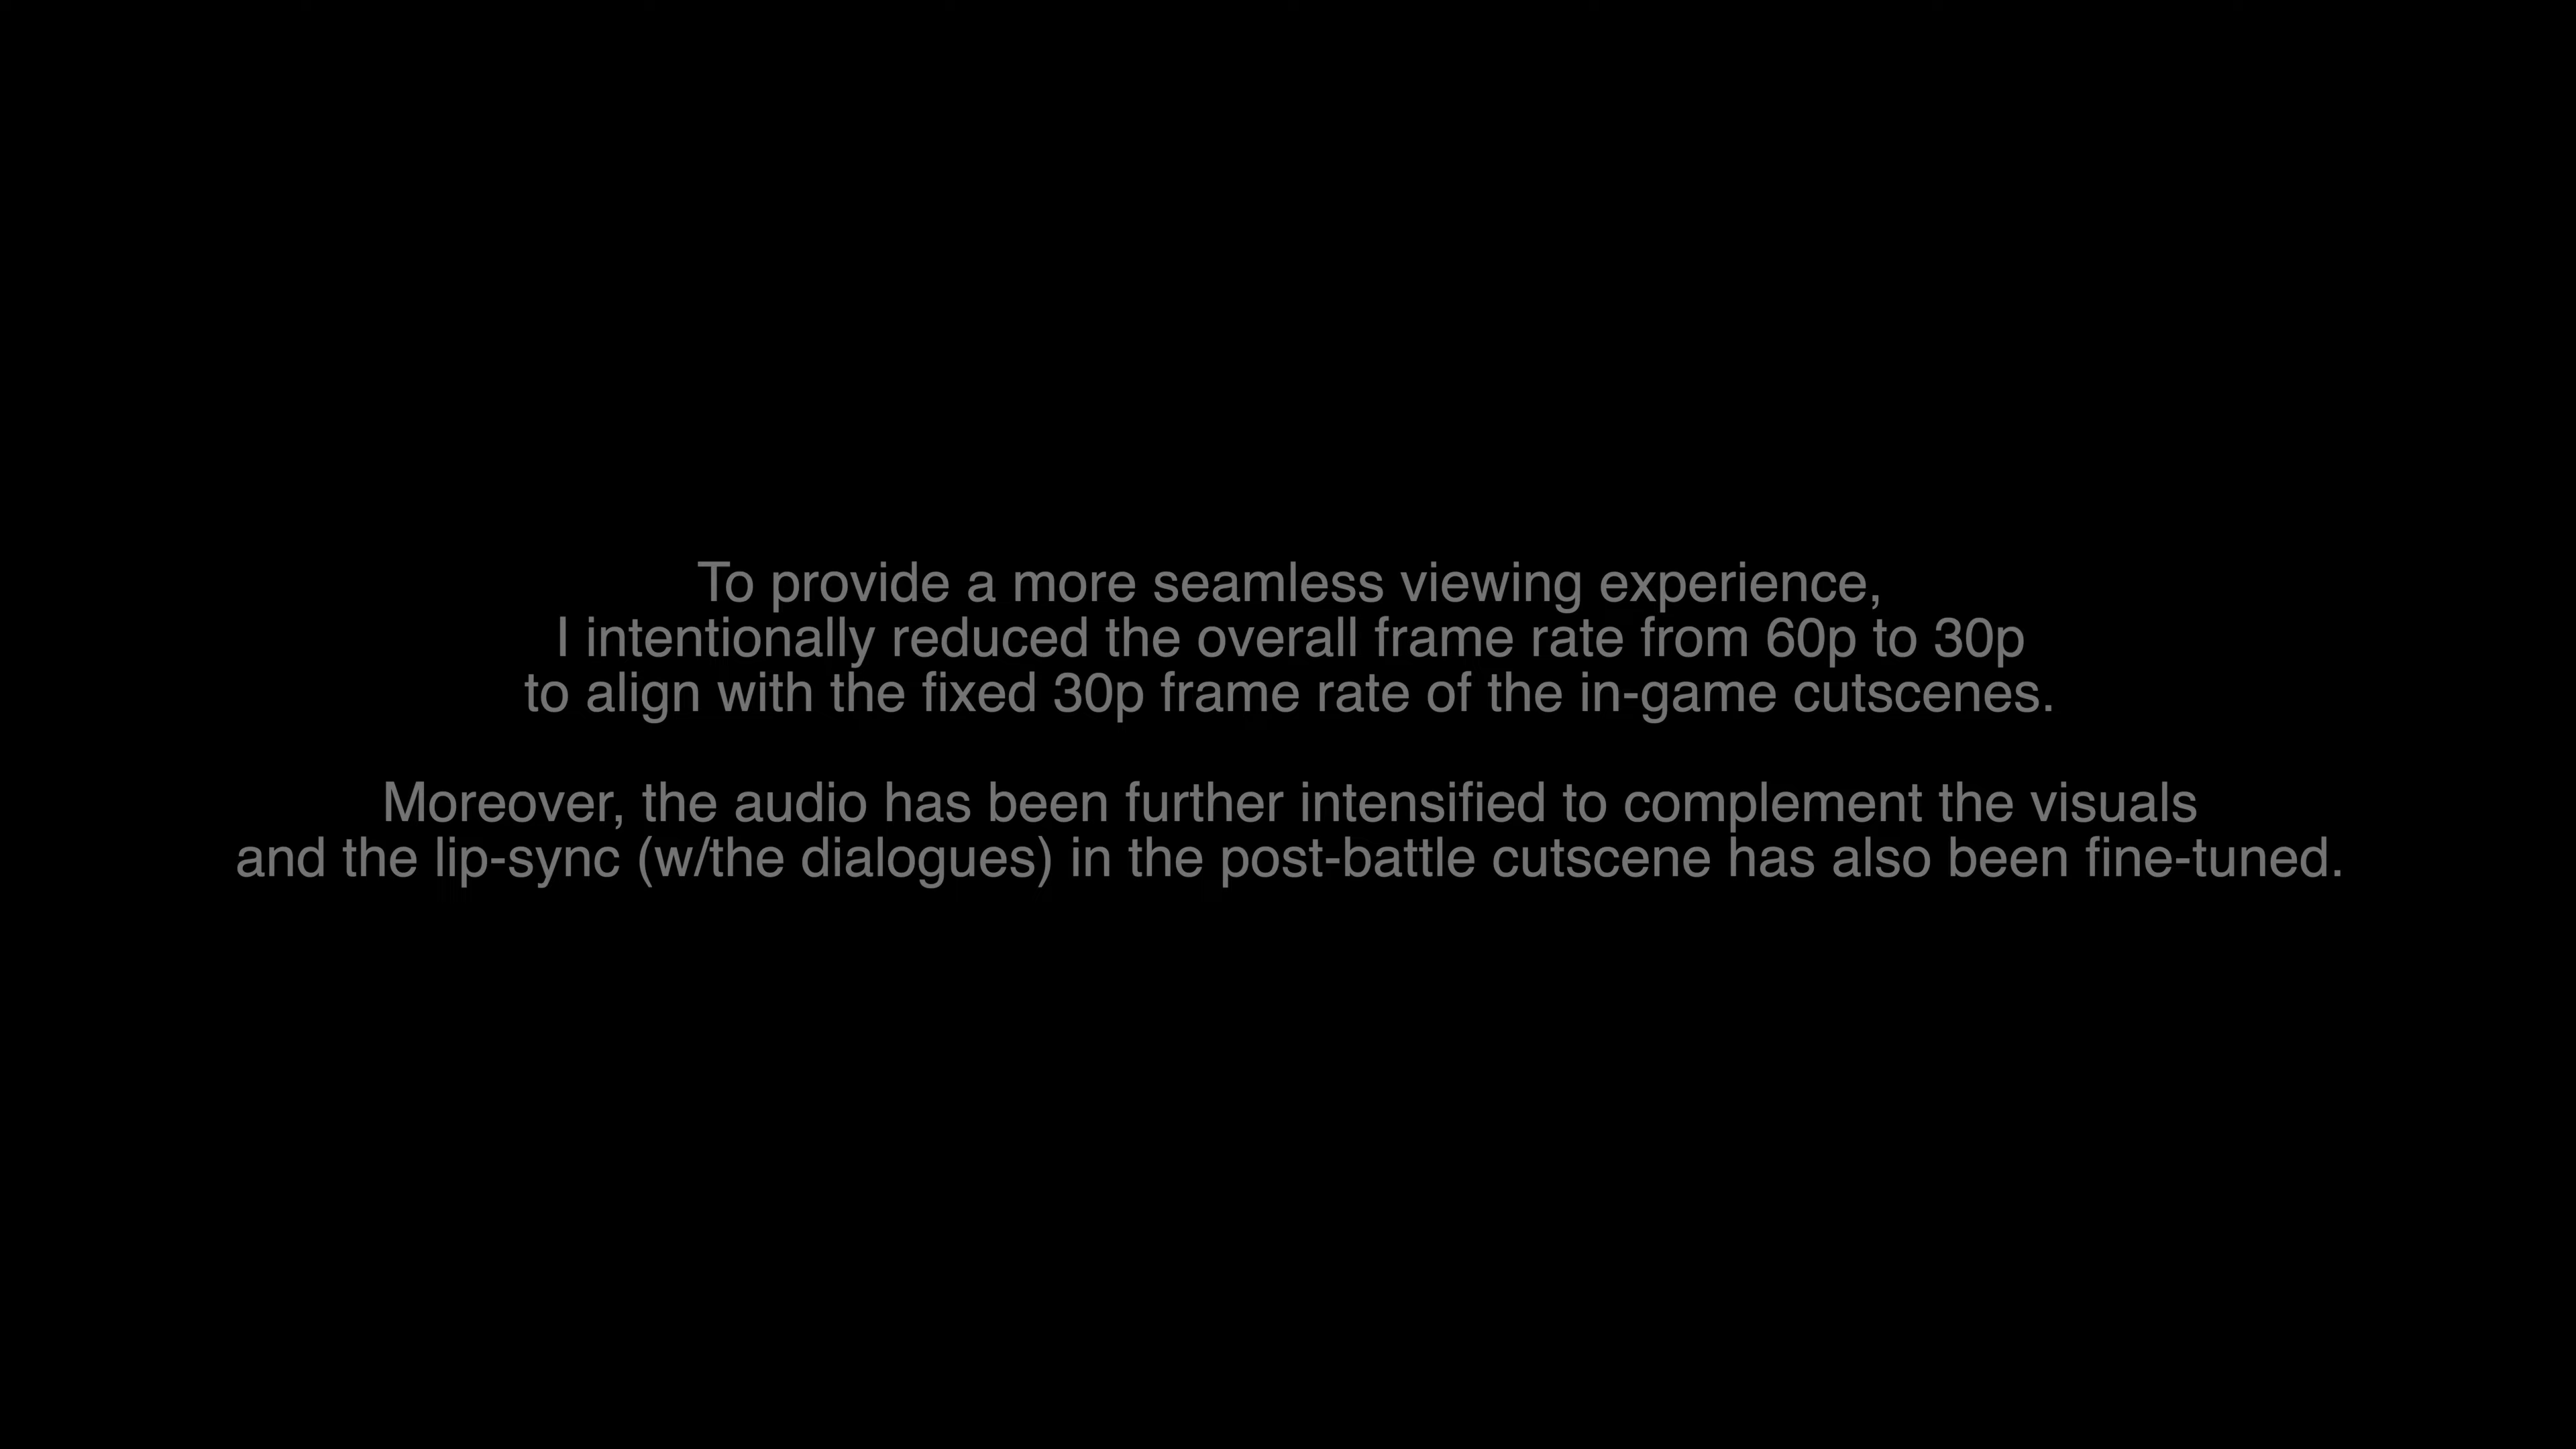 To provide a more seamless viewing experience,
I intentionally reduced the overall frame rate from 60p to 30p
to align with the fixed 30p frame rate of the in-game cutscenes.
Moreover, the audio has been further intensified to complement the visuals
and the lip-sync (w/the dialogues) in the post-battle cutscene has also been fine-tuned.